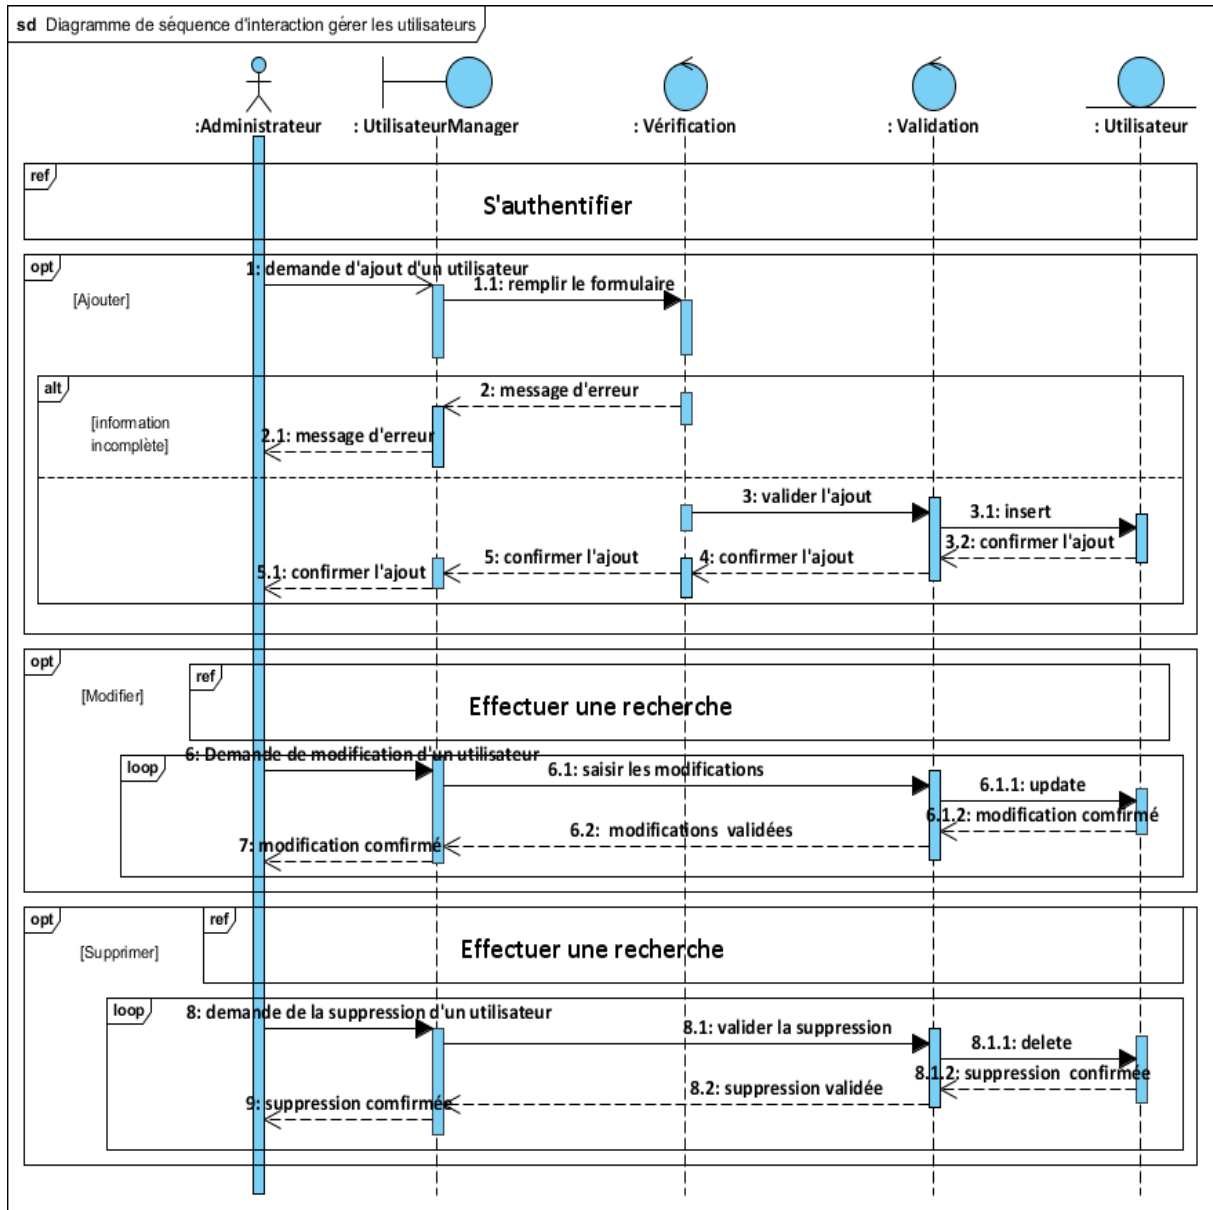 sd Diagramme de séquence d'interaction gérer les utilisateurs
:Administrateur
: UtilisateurManager
: Vérification
: Validation
: Utilisateur
ref
S'authentifier
opt
[Ajouter]
1: demande d'ajout d'un utilisateur
1.1: remplir le formulaire
alt
[information
incomplète]
2: message d'erreur
2.1: message d'erreur
3: valider l'ajout
3.1: insert
3.2: confirmer l'ajout
4: confirmer l'ajout
5: confirmer l'ajout
5.1: confirmer l'ajout
opt
[Modifier]
ref
Effectuer une recherche
loop
6: Demande de modification d'un utilisateur
6.1: saisir les modifications
6.1.1: update
6.1.2: modification comfirmé
6.2: modifications validées
7: modification comfirmé
opt
[Supprimer]
ref
Effectuer une recherche
loop
8: demande de la suppression d'un utilisateur
8.1: valider la suppression
8.1.1: delete
8.1.2: suppression confirmée
8.2: suppression validée
9: suppression comfirmée